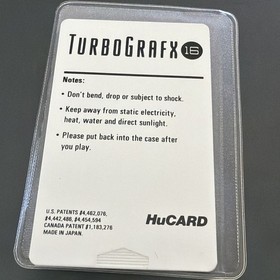 TURBOGRAFX 16
Notes:
• Don't bend, drop or subject to shock.
• Keep away from static electricity,
heat, water and direct sunlight.
• Please put back into the case after
you play.
U.S. PATENTS #4,462,076,
#4,442,488, #4,454,594
CANADA PATENT #1,183,276
MADE IN JAPAN.
HuCARD